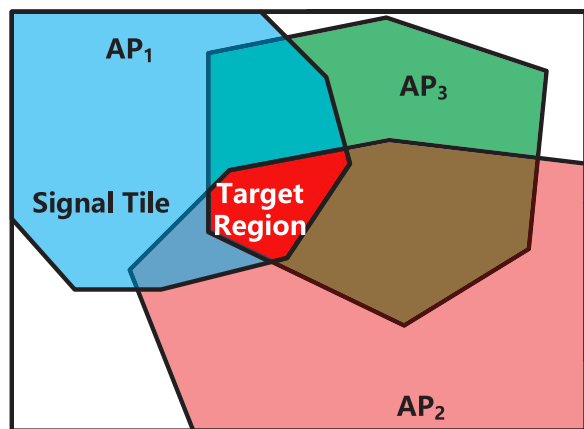 AP₁
AP₃
Signal Tile
Target
Region
AP₂